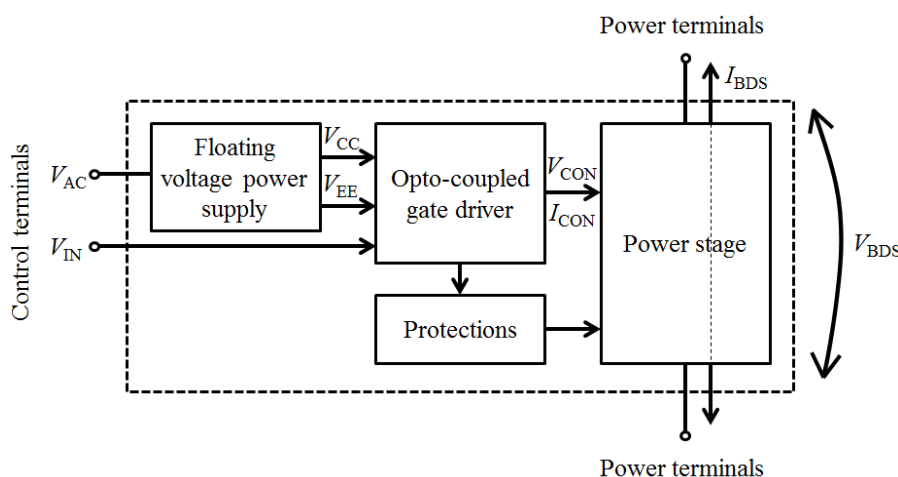 Power terminals
I_BDS
Control terminals
V_AC
V_IN
Floating
voltage power
supply
V_CC
V_EE
Opto-coupled
gate driver
V_CON
I_CON
Power stage
V_BDS
Protections
Power terminals